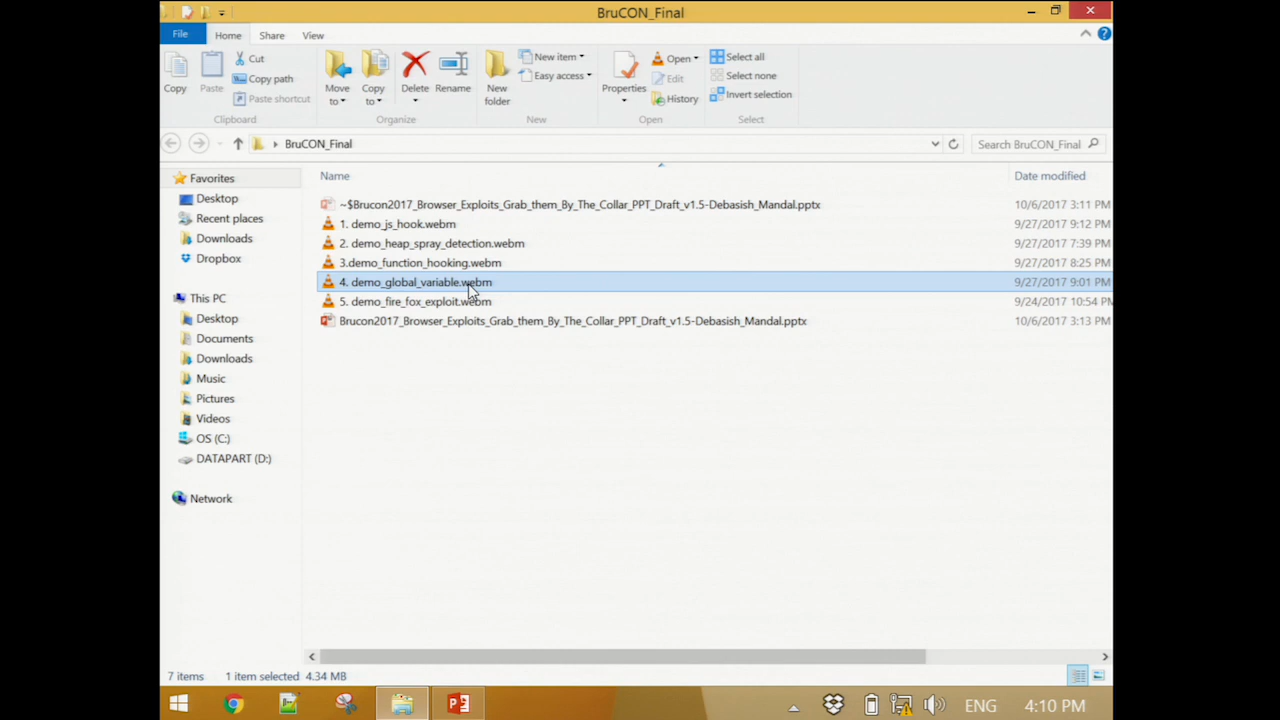 BruCON_Final
File Home Share View
Copy
Paste
Cut
Copy path
Paste shortcut
Clipboard
Move to
Copy to
Delete
Rename
Organize
New folder
New item
Easy access
New
Properties
Open
Edit
History
Open
Select all
Select none
Invert selection
Select
BruCON_Final
Search BruCON_Final
Favorites
Desktop
Recent places
Downloads
Dropbox
This PC
Desktop
Documents
Downloads
Music
Pictures
Videos
OS (C:)
DATAPART (D:)
Network
Name Date modified
~$Brucon2017_Browser_Exploits_Grab_them_By_The_Collar_PPT_Draft_v1.5-Debasish_Mandal.pptx 10/6/2017 3:11 PM
1. demo_js_hook.webm 9/27/2017 9:12 PM
2. demo_heap_spray_detection.webm 9/27/2017 7:39 PM
3.demo_function_hooking.webm 9/27/2017 8:25 PM
4. demo_global_variable.webm 9/27/2017 9:01 PM
5. demo_fire_fox_exploit.webm 9/24/2017 10:54 PM
Brucon2017_Browser_Exploits_Grab_them_By_The_Collar_PPT_Draft_v1.5-Debasish_Mandal.pptx 10/6/2017 3:13 PM
7 items 1 item selected 4.34 MB
ENG 4:10 PM